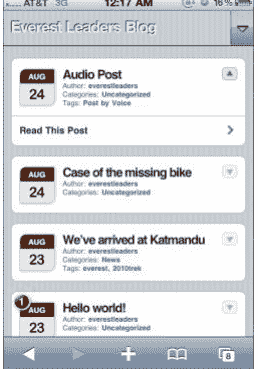 AT&T 3G 12:17 AM 16%
Everest Leaders Blog
AUG 24
Audio Post
Author: everestleaders
Categories: Uncategorized
Tags: Post by Voice
Read This Post
AUG 24
Case of the missing bike
Author: everestleaders
Categories: Uncategorized
AUG 23
We've arrived at Katmandu
Author: everestleaders
Categories: News
Tags: everest, 2010trek
1
AUG 23
Hello world!
Author: everestleaders
Categories: Uncategorized
8